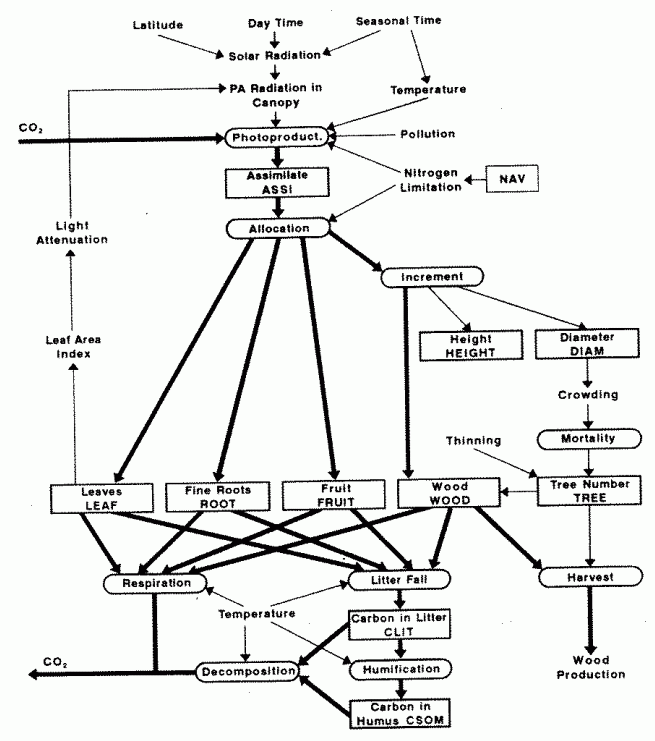 Latitude
Day Time
Seasonal Time
Solar Radiation
PA Radiation in
Canopy
Temperature
CO₂
Photoproduct.
Pollution
Assimilate
ASSI
Nitrogen
Limitation
NAV
Light
Attenuation
Allocation
Increment
Leaf Area
Index
Height
HEIGHT
Diameter
DIAM
Crowding
Thinning
Mortality
Leaves
LEAF
Fine Roots
ROOT
Fruit
FRUIT
Wood
WOOD
Tree Number
TREE
Respiration
Litter Fall
Harvest
Temperature
Carbon in Litter
CLIT
CO₂
Decomposition
Humification
Wood
Production
Carbon in
Humus CSOM